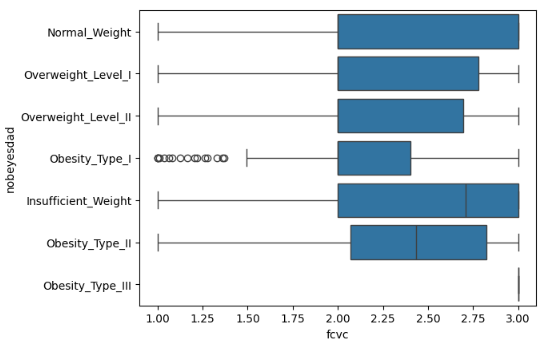 Normal_Weight
Overweight_Level_I
Overweight_Level_II
Obesity_Type_I
Insufficient_Weight
Obesity_Type_II
Obesity_Type_III
nobeyesdad
1.00 1.25 1.50 1.75 2.00 2.25 2.50 2.75 3.00
fcvc